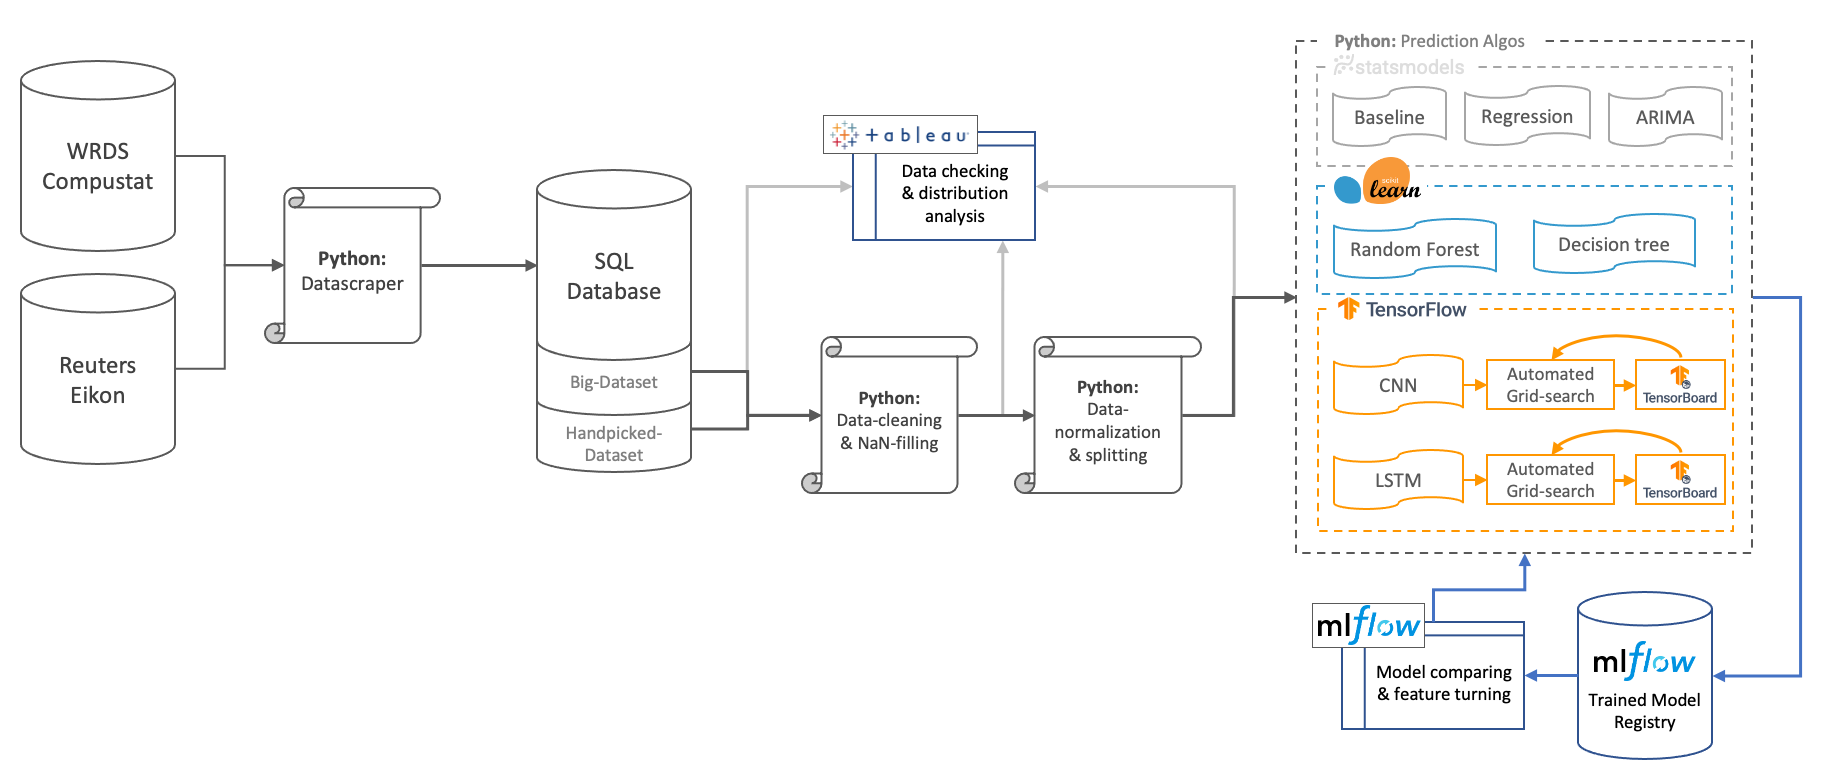 WRDS
Compustat
Reuters
Eikon
Python:
Datascraper
SQL
Database
Big-Dataset
Handpicked-
Dataset
+ableau
Data checking
& distribution
analysis
Python:
Data-cleaning
& NaN-filling
Python:
Data-
normalization
& splitting
Python: Prediction Algos
statsmodels
Baseline
Regression
ARIMA
scikit
learn
Random Forest
Decision tree
TensorFlow
CNN
Automated
Grid-search
TensorBoard
LSTM
Automated
Grid-search
TensorBoard
mlflow
Model comparing
& feature turning
mlflow
Trained Model
Registry